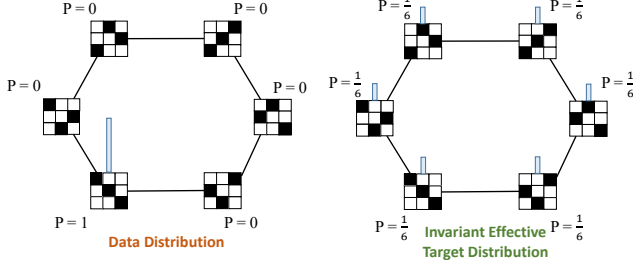 P = 0
P = 0
P = 0
P = 0
P = 1
P = 0
Data Distribution
P = 1/6
P = 1/6
P = 1/6
P = 1/6
P = 1/6
P = 1/6
Invariant Effective
Target Distribution